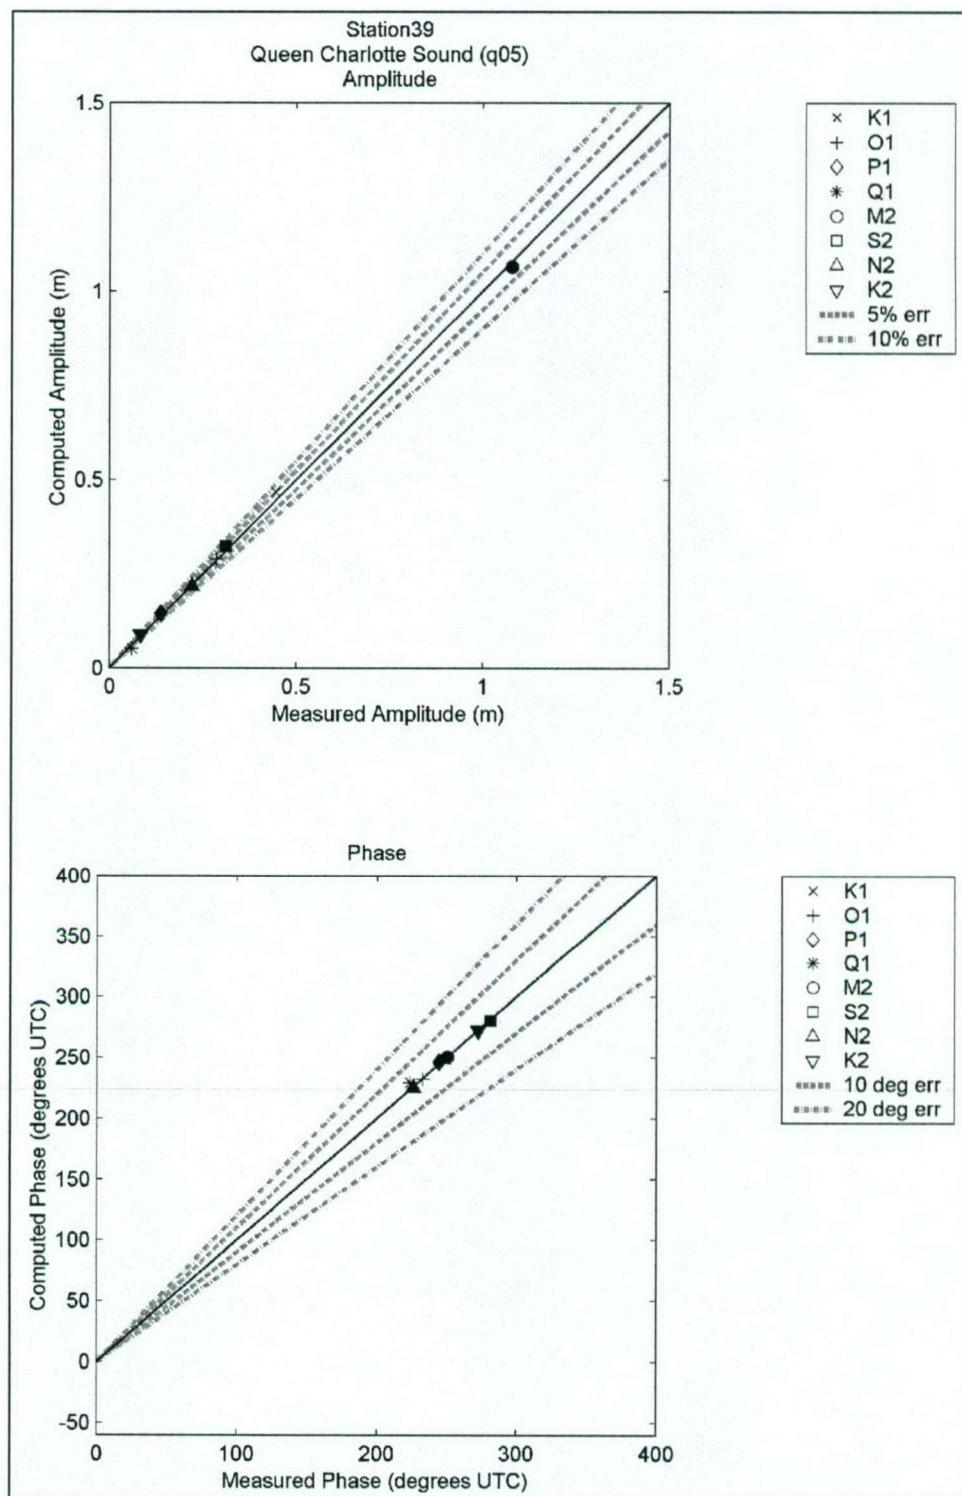 Station39
Queen Charlotte Sound (q05)
Amplitude
1.5
1
0.5
0
Computed Amplitude (m)
0
0.5
1
1.5
Measured Amplitude (m)
K1
O1
P1
Q1
M2
S2
N2
K2
5% err
10% err
Phase
400
350
300
250
200
150
100
50
0
-50
Computed Phase (degrees UTC)
0
100
200
300
400
Measured Phase (degrees UTC)
K1
O1
P1
Q1
M2
S2
N2
K2
10 deg err
20 deg err